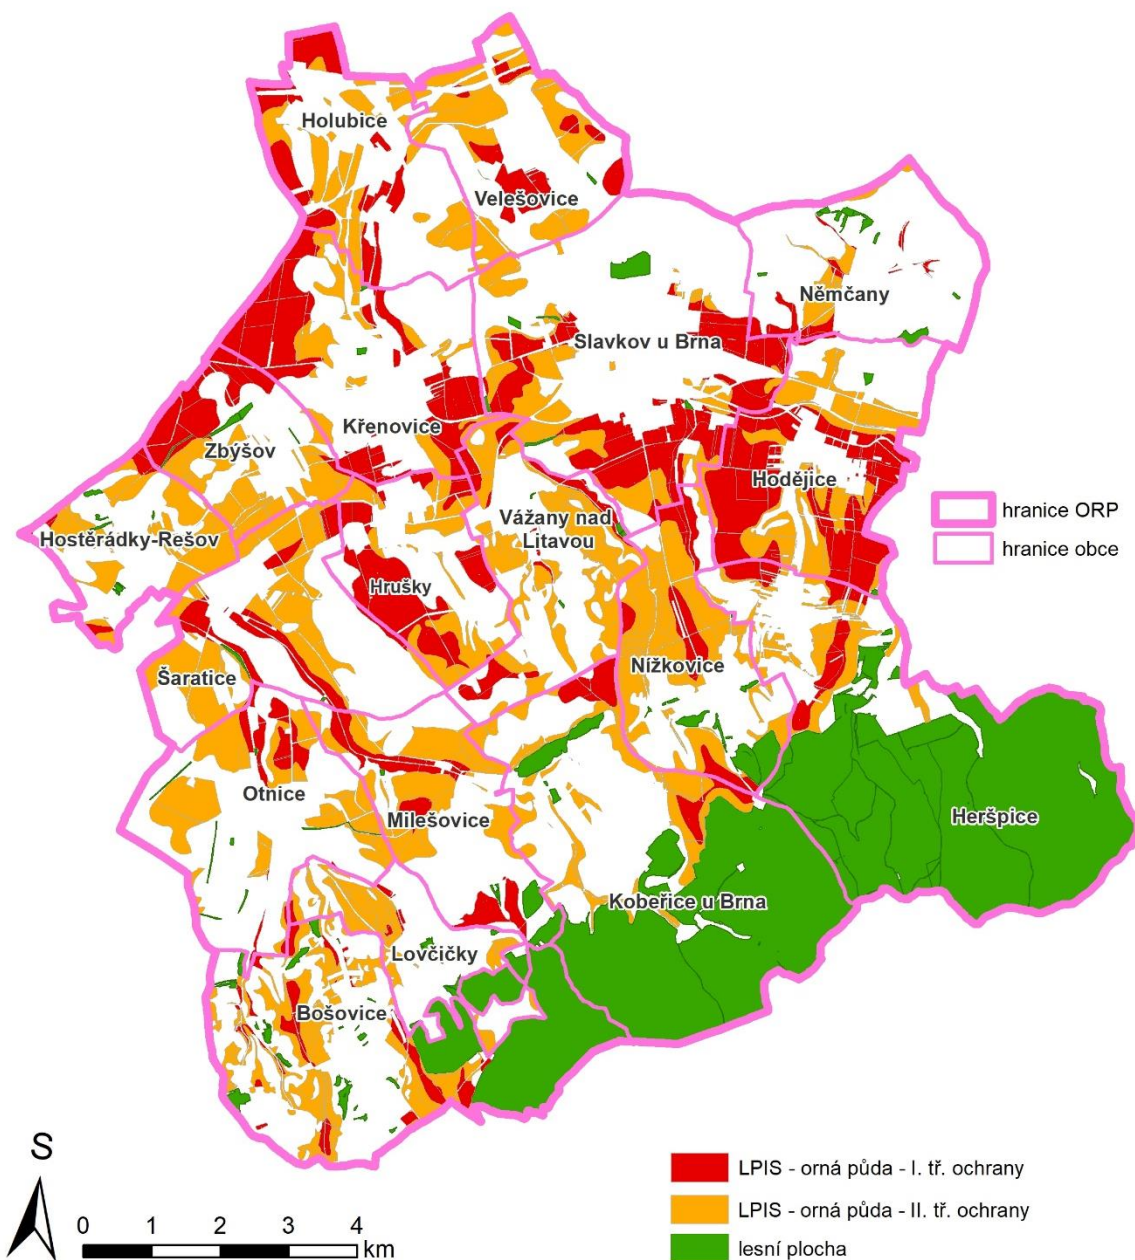 Holubice
Velešovice
Němčany
Slavkov u Brna
Křenovice
Zbýšov
Hodějice
Vážany nad
Litavou
Hostěrádky-Rešov
hranice ORP
hranice obce
Hrušky
Šaratice
Nížkovice
Otnice
Milešovice
Heršpice
Kobeřice u Brna
Lovčičky
Bošovice
S
0 1 2 3 4
km
LPIS - orná půda - I. tř. ochrany
LPIS - orná půda - II. tř. ochrany
lesní plocha